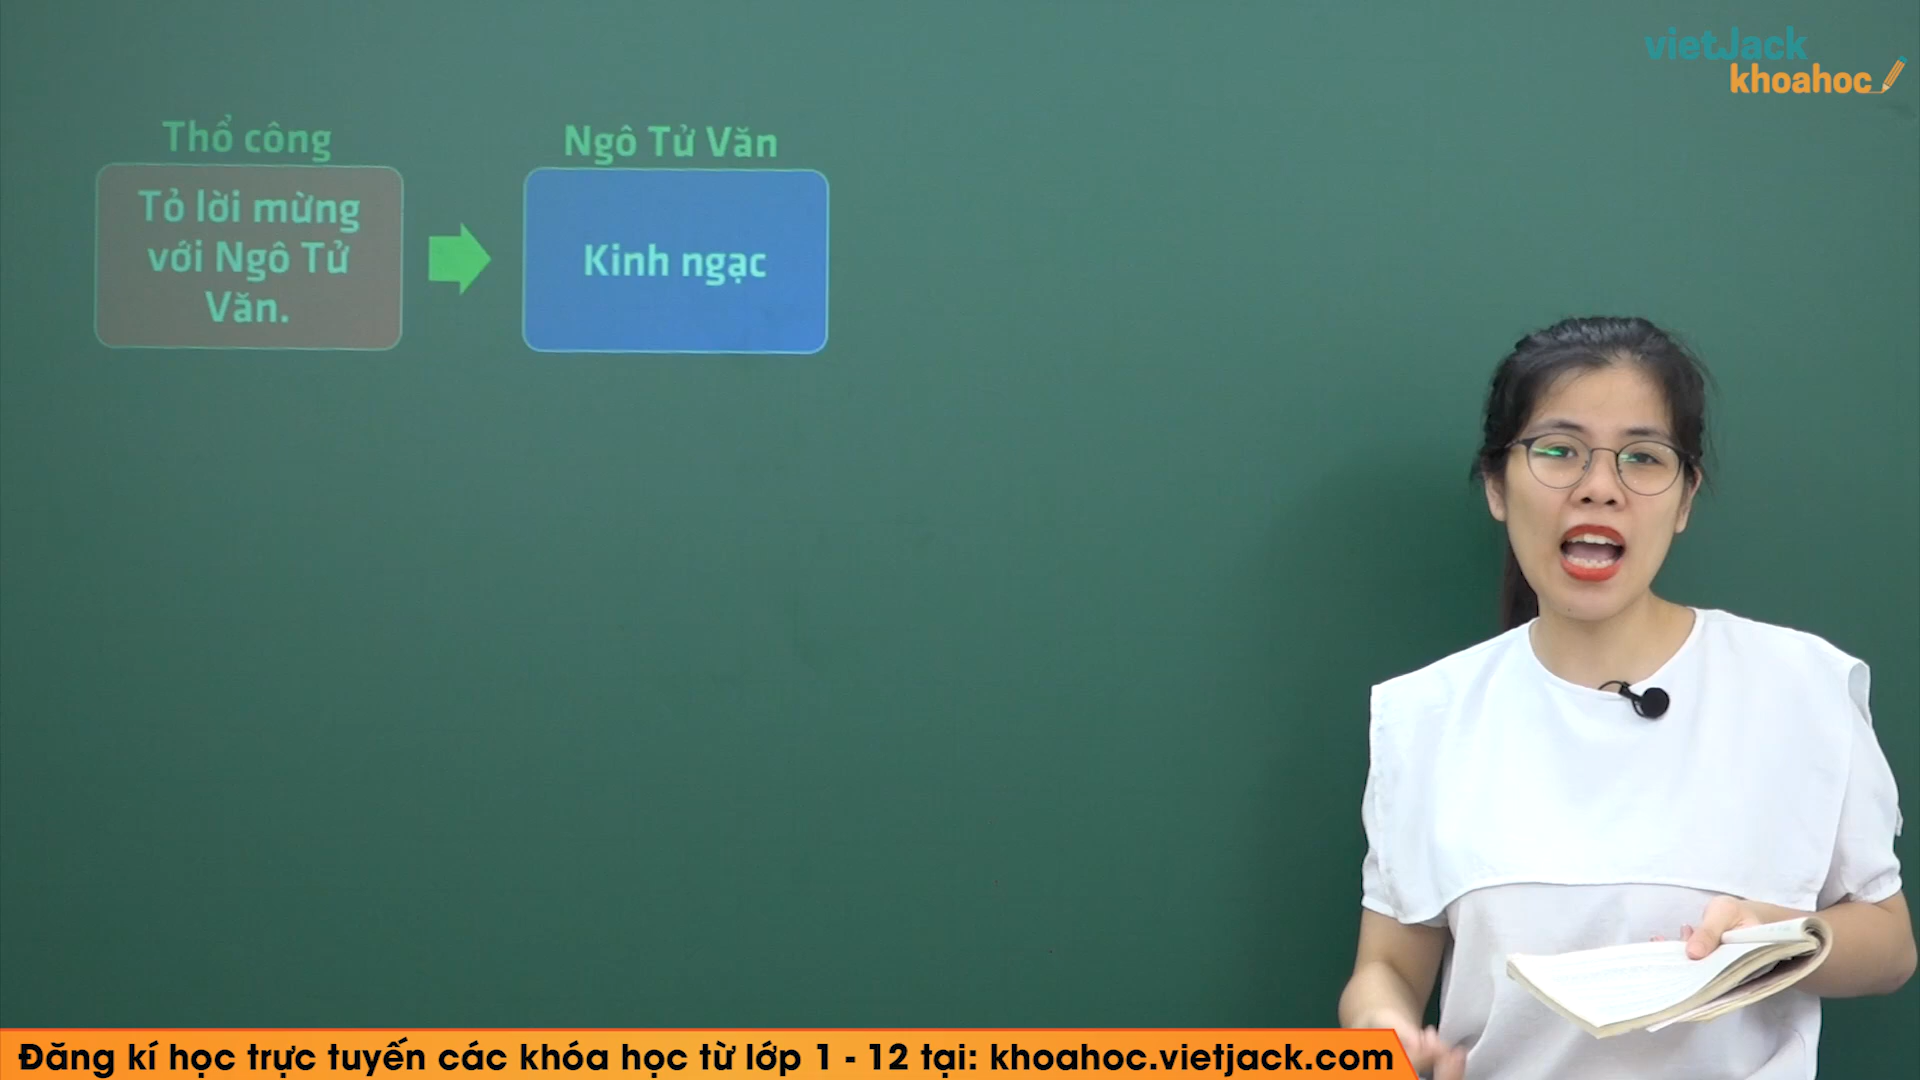 vietJack
khoahoc
Thổ công
Ngô Tử Văn
Tỏ lời mừng
với Ngô Tử
Văn.
Kinh ngạc
Đăng kí học trực tuyến các khóa học từ lớp 1 - 12 tại: khoahoc.vietjack.com